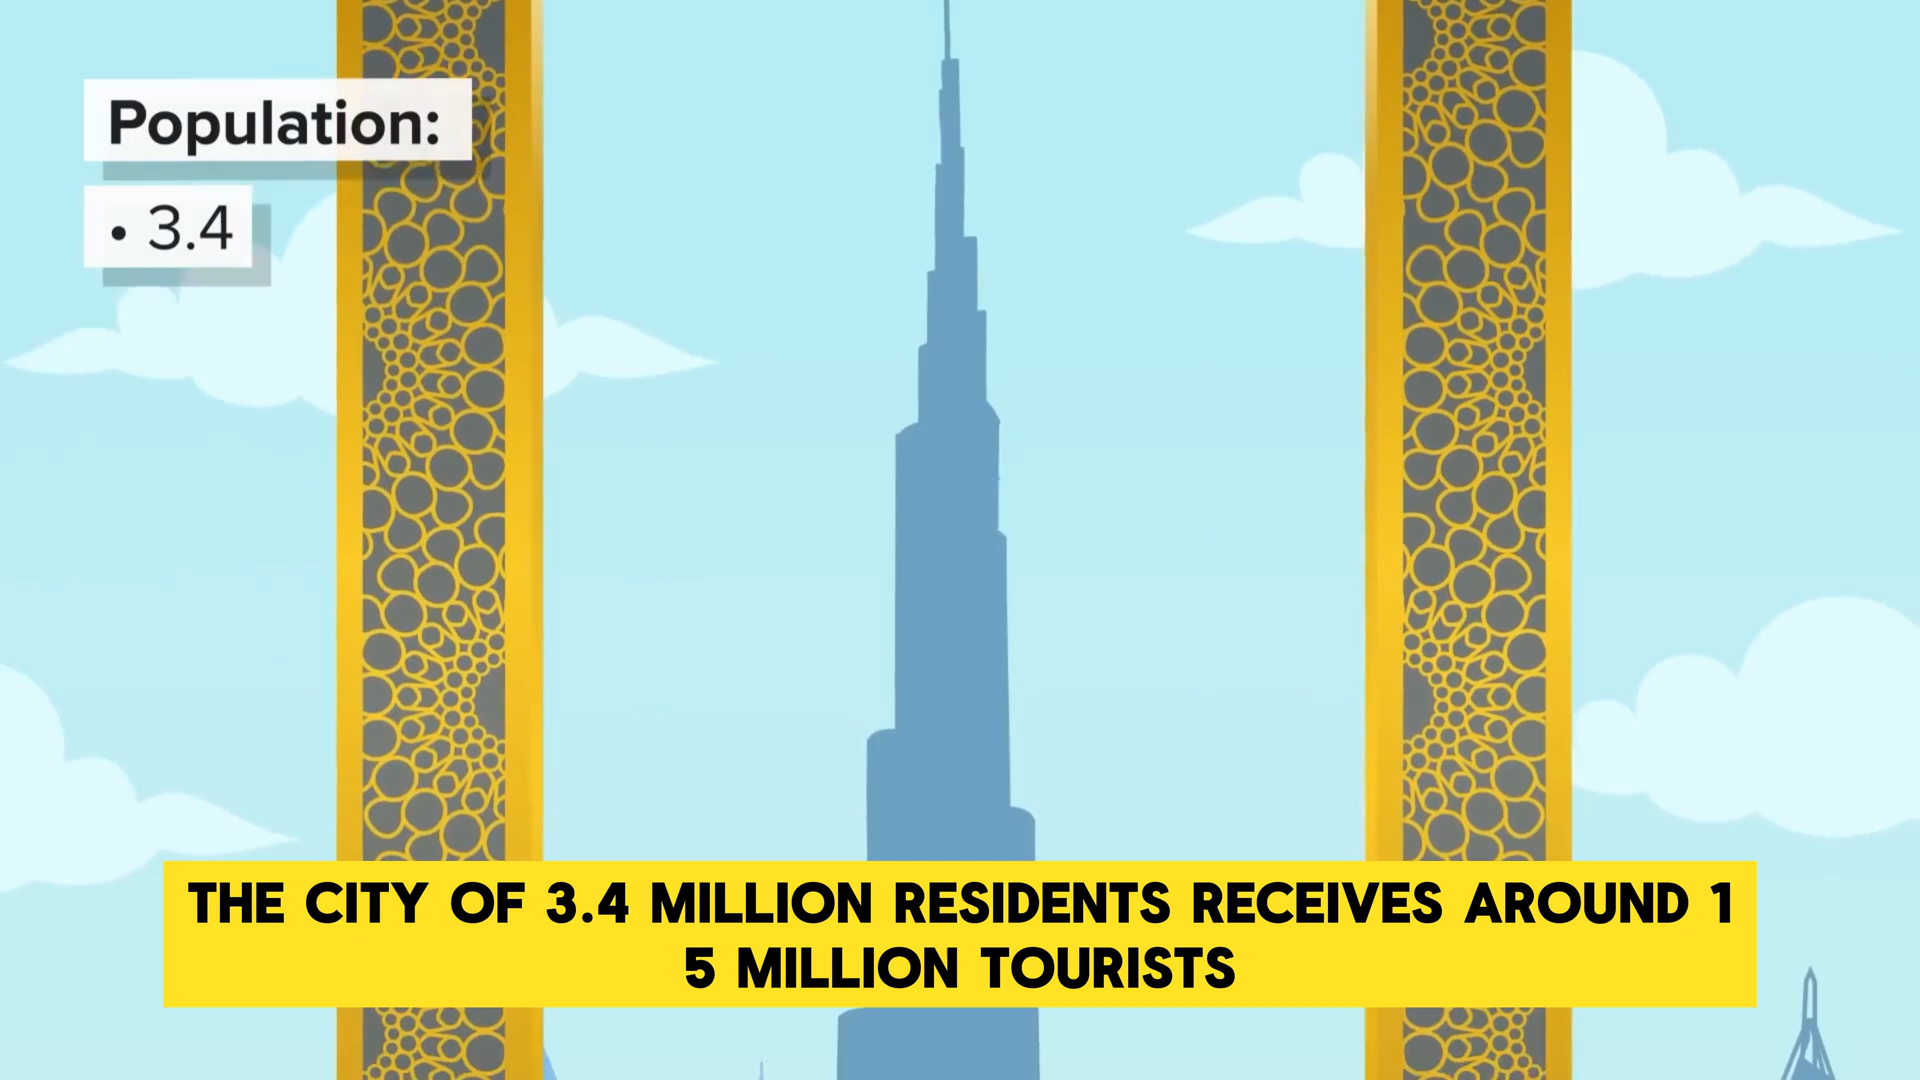 Population:
• 3.4
THE CITY OF 3.4 MILLION RESIDENTS RECEIVES AROUND 1
5 MILLION TOURISTS